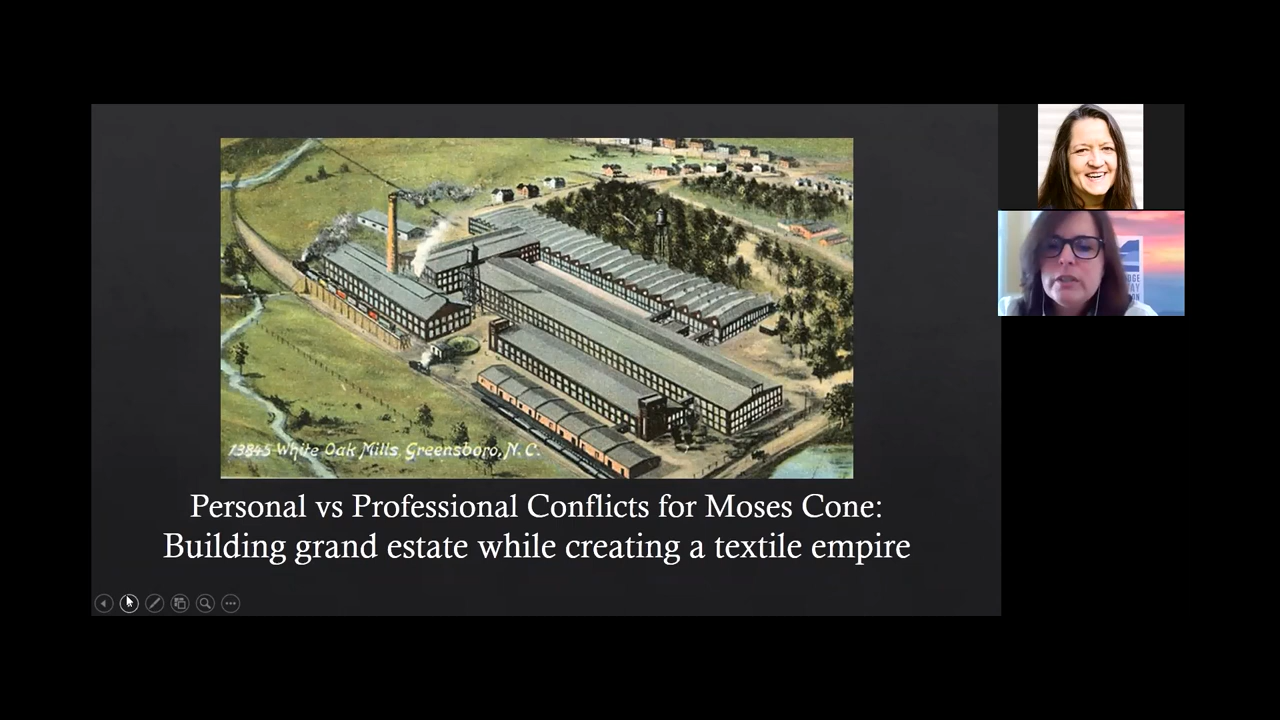 13845 White Oak Mills, Greensboro, N.C.
Personal vs Professional Conflicts for Moses Cone:
Building grand estate while creating a textile empire